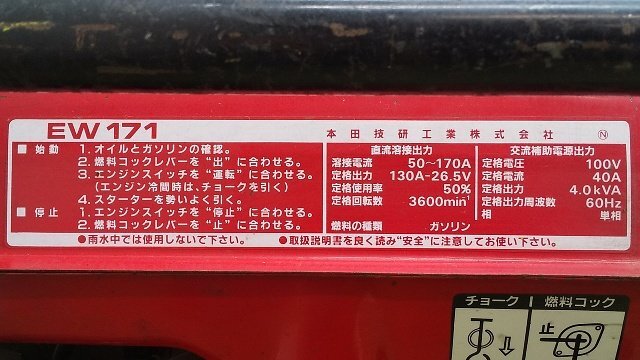 EW171
本田技研工業株式会社 Ⓝ
■ 始動 1. オイルとガソリンの確認。
2. 燃料コックレバーを“出”に合わせる。
3. エンジンスイッチを“運転”に合わせる。
(エンジン冷間時は、チョークを引く)
4. スターターを勢いよく引く。
■ 停止 1. エンジンスイッチを“停止”に合わせる。
2. 燃料コックレバーを“止”に合わせる。
直流溶接出力
溶接電流 50~170A
定格出力 130A-26.5V
定格使用率 50%
定格回転数 3600min⁻¹
燃料の種類 ガソリン
交流補助電源出力
定格電圧 100V
定格電流 40A
定格出力 4.0kVA
定格出力周波数 60Hz
相 単相
●雨水中では使用しないで下さい。 ●取扱説明書を良く読み“安全”に注意してお使い下さい。
チョーク 燃料コック
止